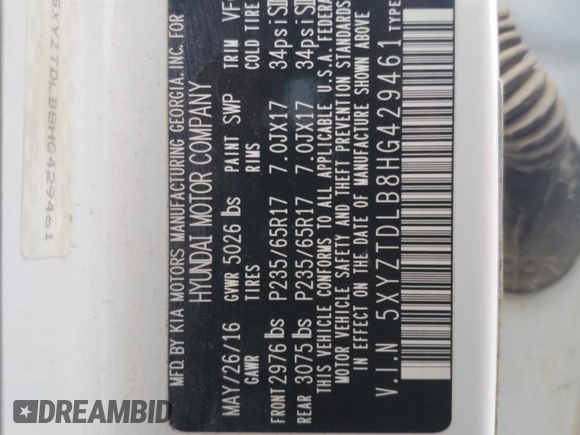 5XYZTDLB8HG429461
MFD. BY KIA MOTORS MANUFACTURING GEORGIA, INC. FOR
HYUNDAI MOTOR COMPANY
MAY/26/16 GVWR 5026 lbs PAINT SWP TRIM
GAWR TIRES RIMS COLD TIRE
FRONT 2976 lbs P235/65R17 7.0JX17 34psi
REAR 3075 lbs P235/65R17 7.0JX17 34psi
THIS VEHICLE CONFORMS TO ALL APPLICABLE U.S.A. FEDERAL
MOTOR VEHICLE SAFETY AND THEFT PREVENTION STANDARDS
IN EFFECT ON THE DATE OF MANUFACTURE SHOWN ABOVE
V.I.N 5XYZTDLB8HG429461 TYPE
DREAMBID